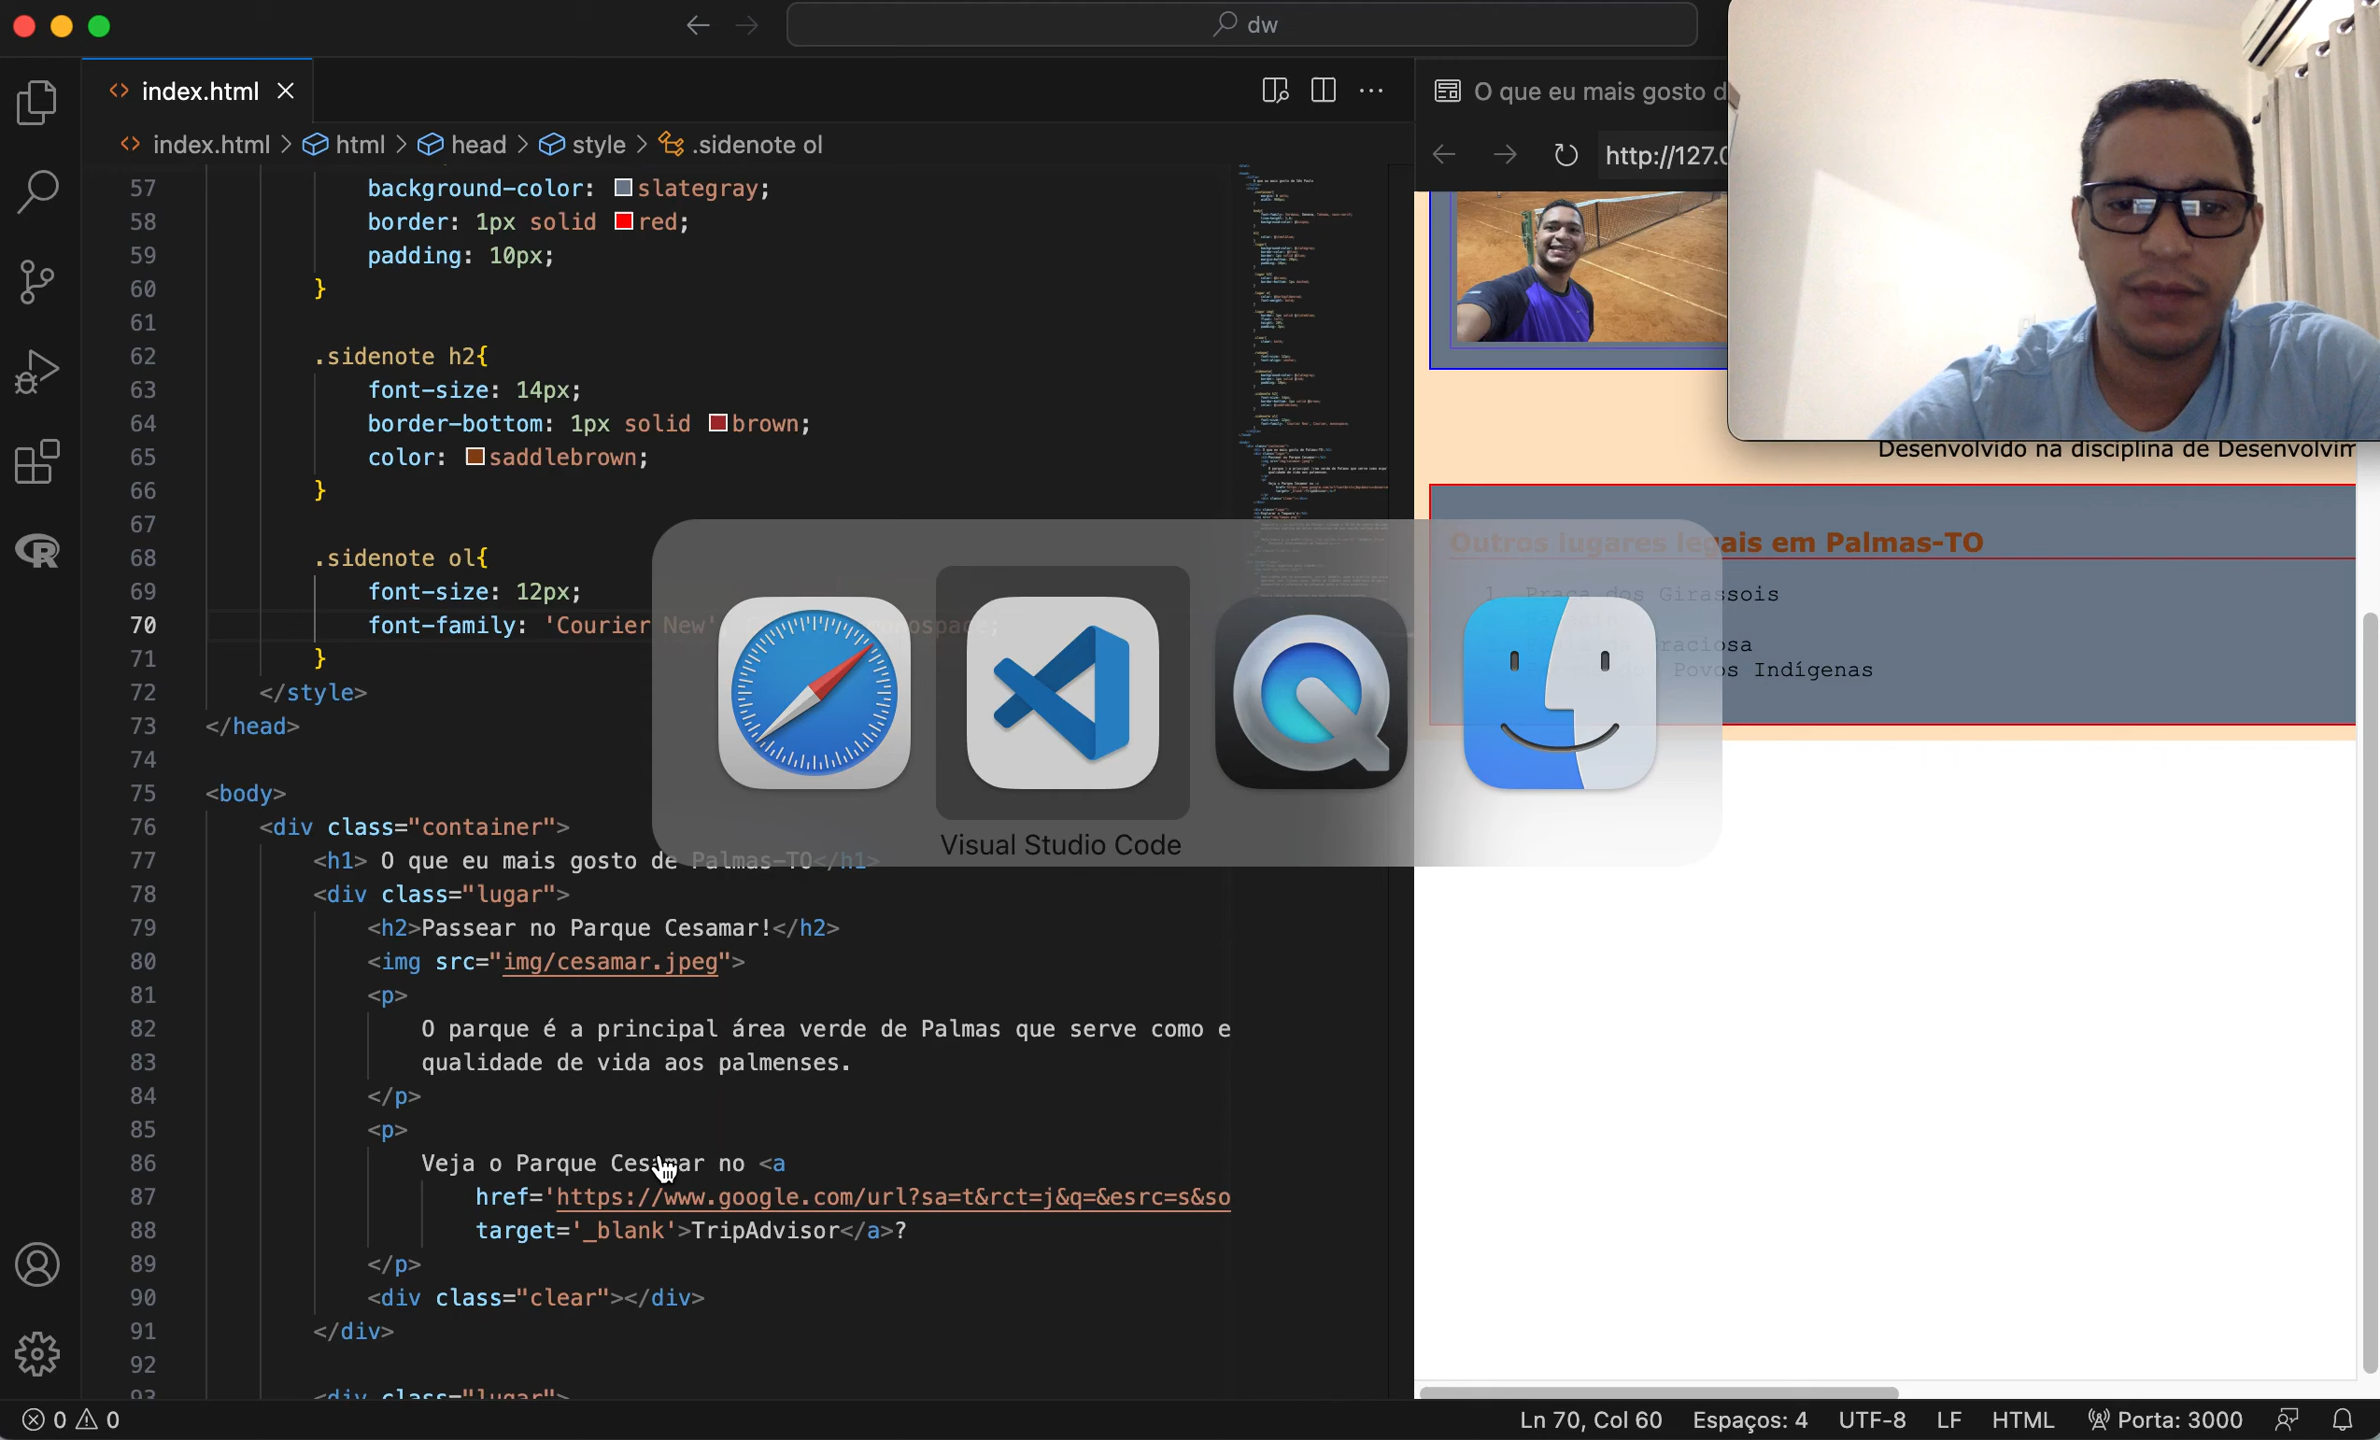 dw
index.html
O que eu mais gosto d
index.html > html > head > style > .sidenote ol
http://127.0
57 background-color: slategray;
58 border: 1px solid red;
59 padding: 10px;
60 }
61
62 .sidenote h2{
63 font-size: 14px;
64 border-bottom: 1px solid brown;
65 color: saddlebrown;
66 }
67
68 .sidenote ol{
69 font-size: 12px;
70 font-family: 'Courier New',
71 }
72 </style>
73 </head>
74
75 <body>
76 <div class="container">
77 <h1> O que eu mais gosto de Palmas-TO</h1>
78 <div class="lugar">
79 <h2>Passear no Parque Cesamar!</h2>
80 <img src="img/cesamar.jpeg">
81 <p>
82 O parque é a principal área verde de Palmas que serve como e
83 qualidade de vida aos palmenses.
84 </p>
85 <p>
86 Veja o Parque Cesamar no <a
87 href='https://www.google.com/url?sa=t&rct=j&q=&esrc=s&so
88 target='_blank'>TripAdvisor</a>?
89 </p>
90 <div class="clear"></div>
91 </div>
92
93 <div class="lugar">
Desenvolvido na disciplina de Desenvolvim
Outros lugares legais em Palmas-TO
1. Praça dos Girassois
raciosa
Povos Indígenas
Visual Studio Code
0 0
Ln 70, Col 60
Espaços: 4
UTF-8
LF
HTML
Porta: 3000